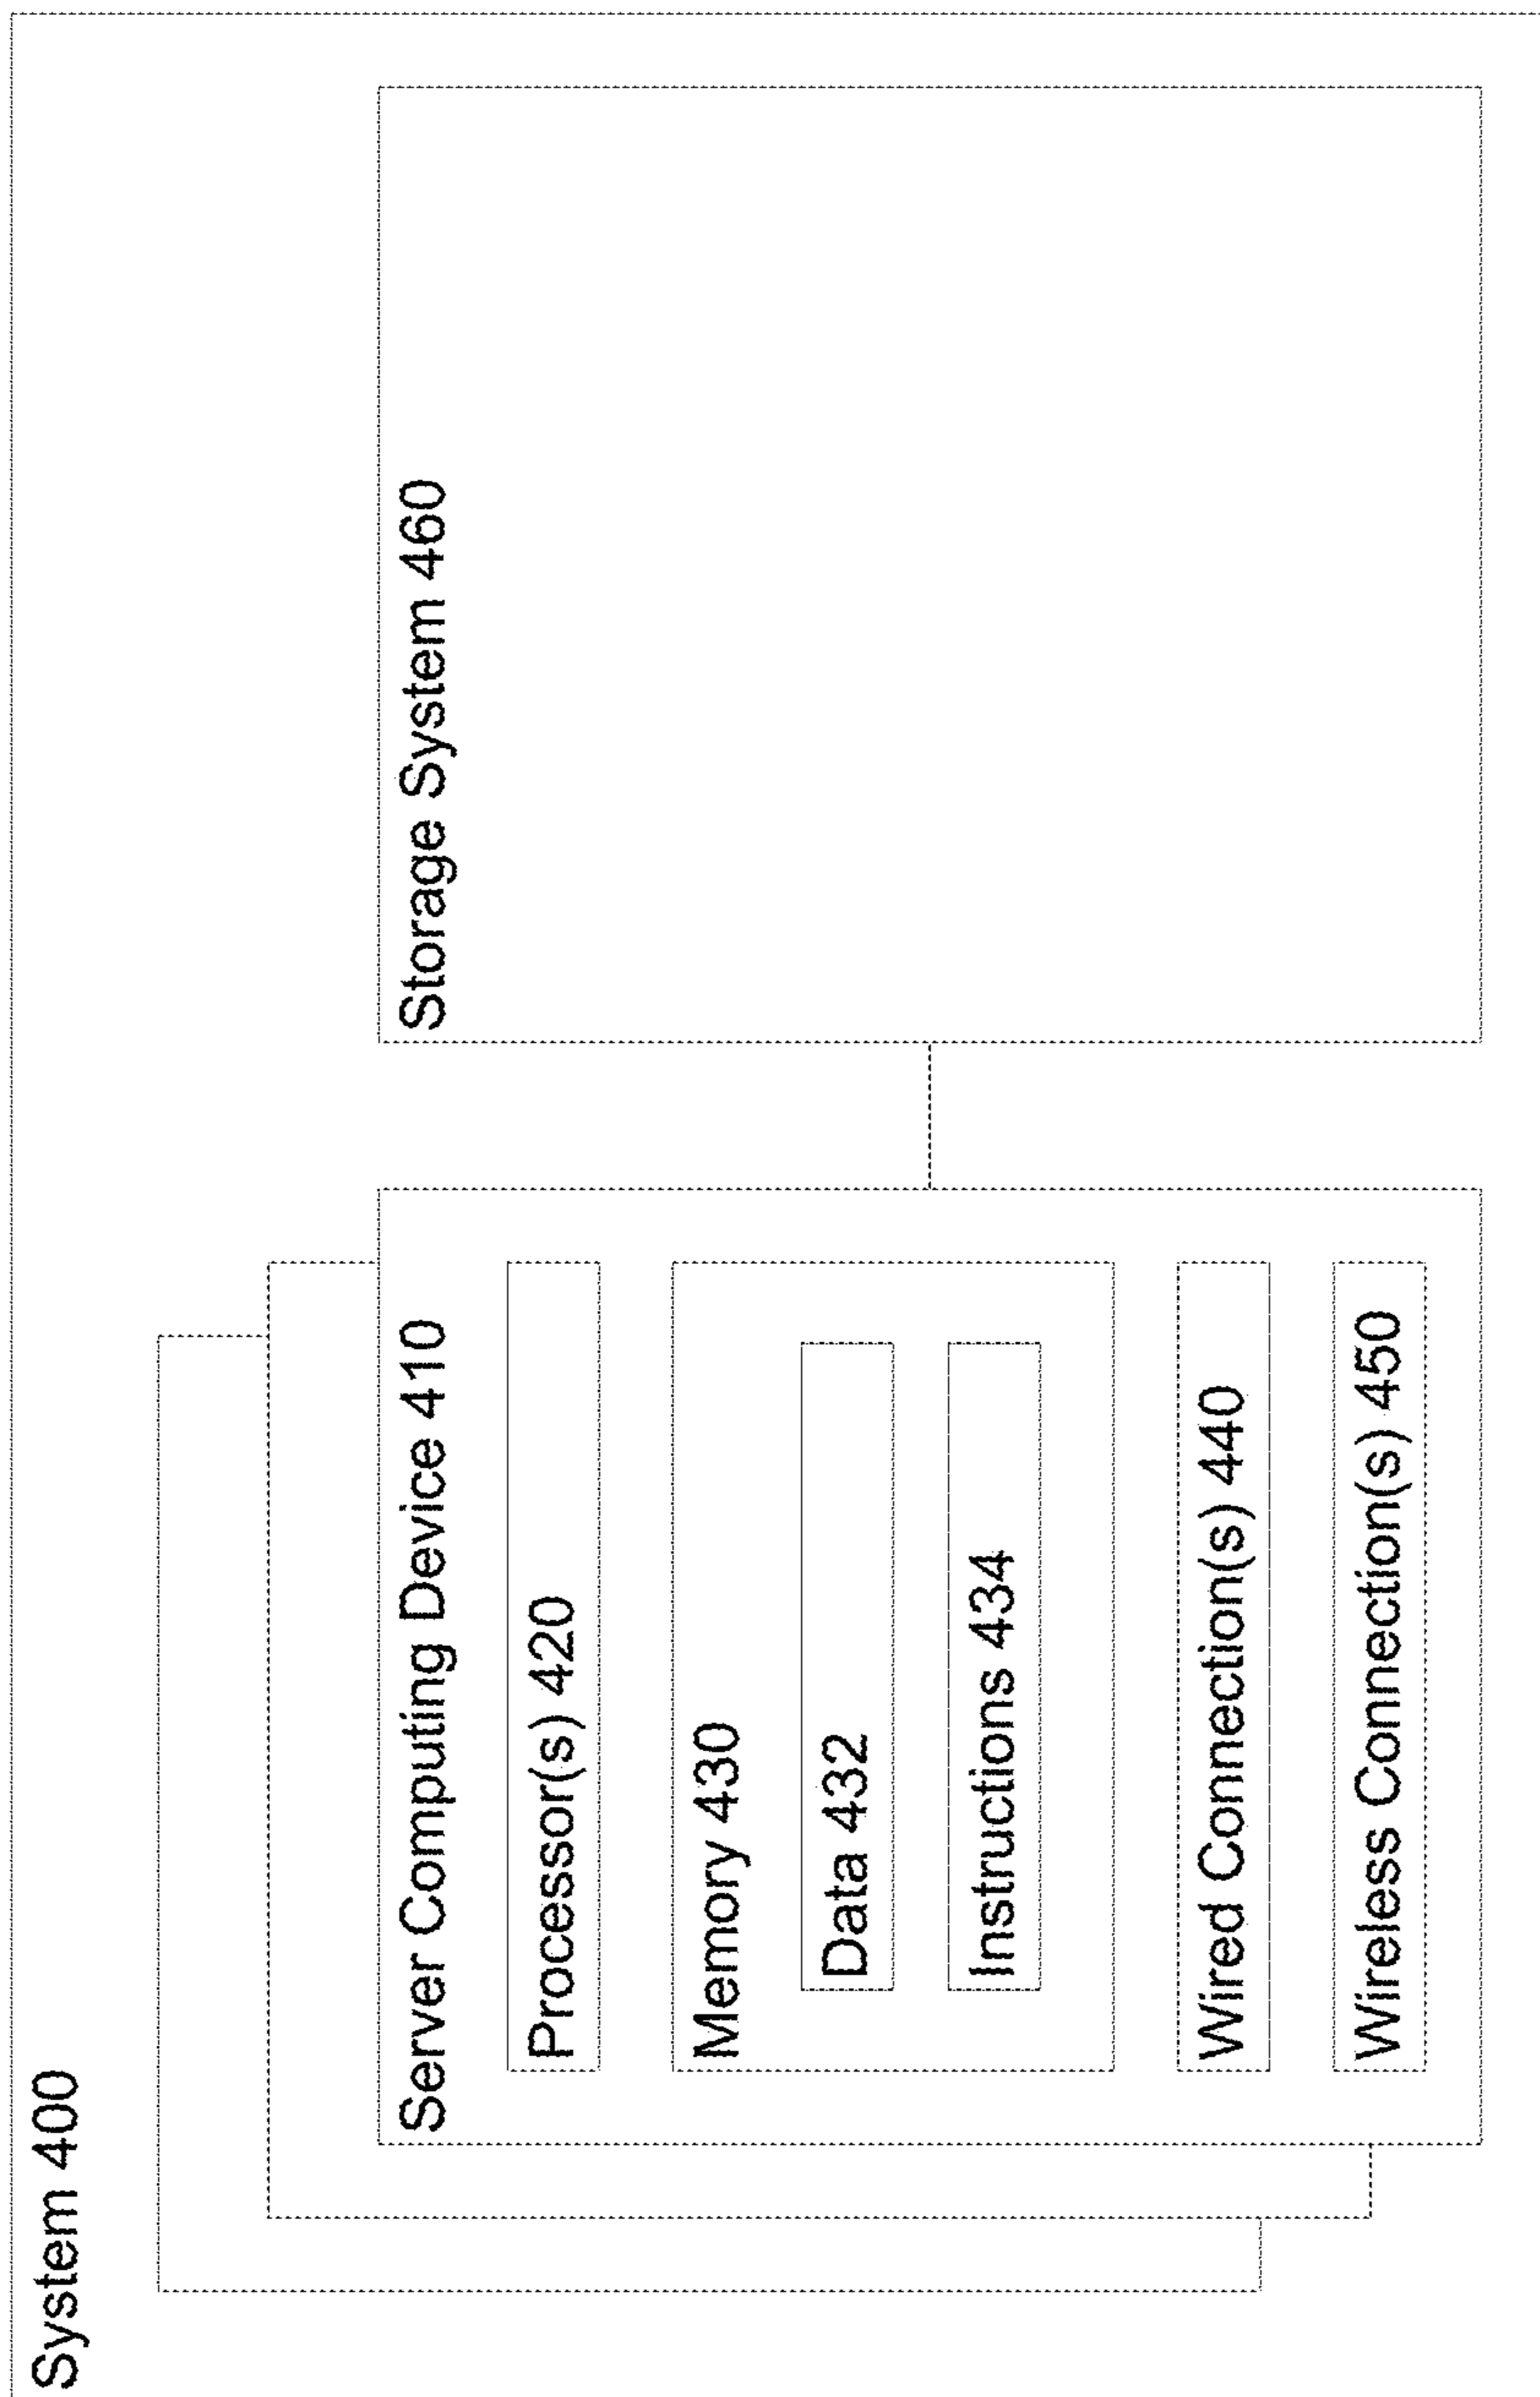 System 400
Server Computing Device 410
Processor(s) 420
Memory 430
Data 432
Instructions 434
Wired Connection(s) 440
Wireless Connection(s) 450
Storage System 460